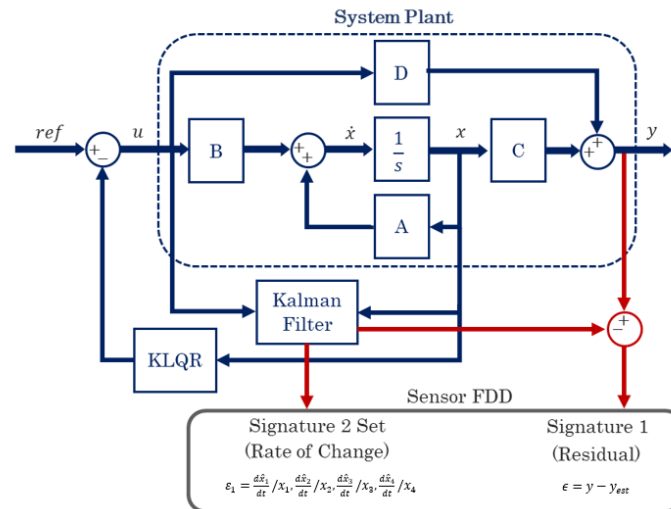 System Plant
D
ref
+
−
u
B
+
+
ẋ
1/s
x
C
+
+
y
A
Kalman
Filter
−
+
KLQR
Sensor FDD
Signature 2 Set
(Rate of Change)
ε₁ = dx̂₁/dt /x₁, dx̂₂/dt /x₂, dx̂₃/dt /x₃, dx̂₄/dt /x₄
Signature 1
(Residual)
ϵ = y − yₑₛₜ